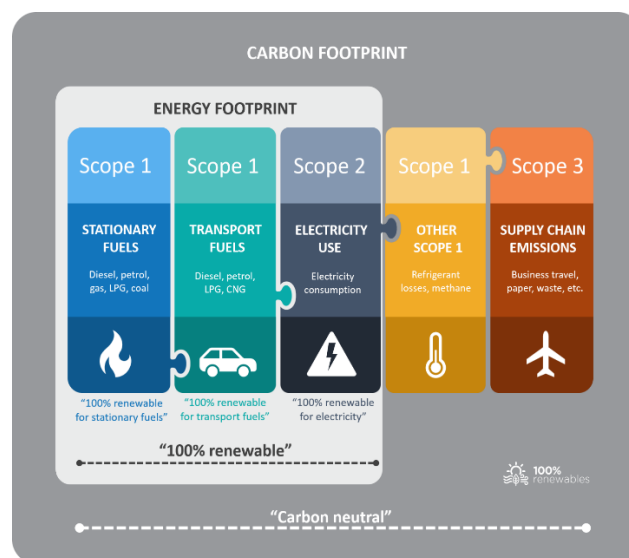 CARBON FOOTPRINT
ENERGY FOOTPRINT
Scope 1
Scope 1
Scope 2
Scope 1
Scope 3
STATIONARY
FUELS
Diesel, petrol,
gas, LPG, coal
TRANSPORT
FUELS
Diesel, petrol,
LPG, CNG
ELECTRICITY
USE
Electricity
consumption
OTHER
SCOPE 1
Refrigerant
losses, methane
SUPPLY CHAIN
EMISSIONS
Business travel,
paper, waste, etc.
“100% renewable
for stationary fuels”
“100% renewable
for transport fuels”
“100% renewable
for electricity”
“100% renewable”
100%
renewables
“Carbon neutral”